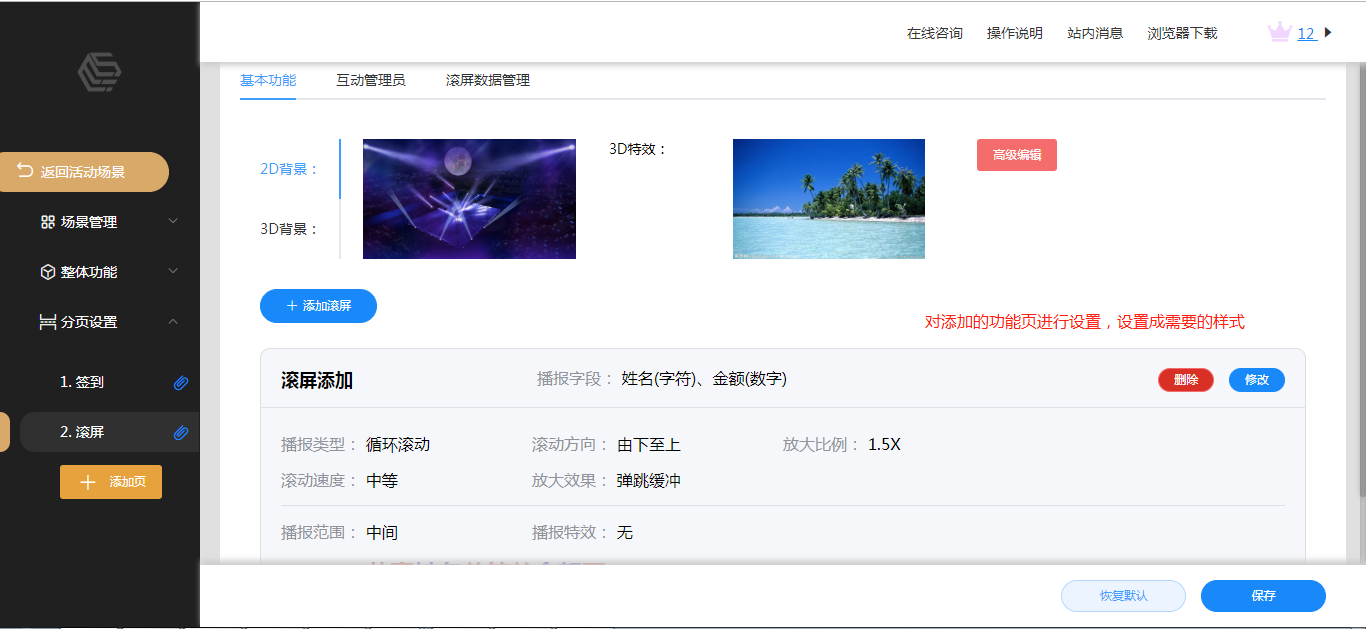 在线咨询 操作说明 站内消息 浏览器下载 12
基本功能 互动管理员 滚屏数据管理
返回活动场景
场景管理
整体功能
分页设置
1. 签到
2. 滚屏
添加页
2D背景：
3D背景：
3D特效：
高级编辑
添加滚屏
对添加的功能页进行设置，设置成需要的样式
滚屏添加 播报字段： 姓名(字符)、金额(数字) 删除 修改
播报类型： 循环滚动 滚动方向： 由下至上 放大比例： 1.5X
滚动速度： 中等 放大效果： 弹跳缓冲
播报范围： 中间 播报特效： 无
恢复默认 保存